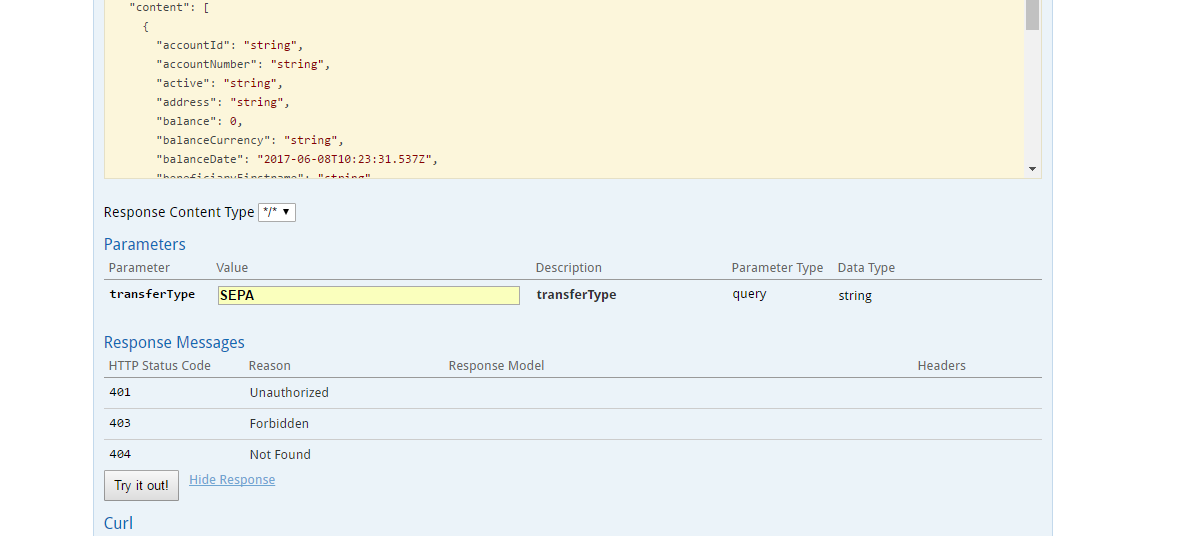 "content": [
{
"accountId": "string",
"accountNumber": "string",
"active": "string",
"address": "string",
"balance": 0,
"balanceCurrency": "string",
"balanceDate": "2017-06-08T10:23:31.537Z",
"beneficiaryFirstname": "string"
Response Content Type */*
Parameters
Parameter Value Description Parameter Type Data Type
transferType SEPA transferType query string
Response Messages
HTTP Status Code Reason Response Model Headers
401 Unauthorized
403 Forbidden
404 Not Found
Try it out! Hide Response
Curl